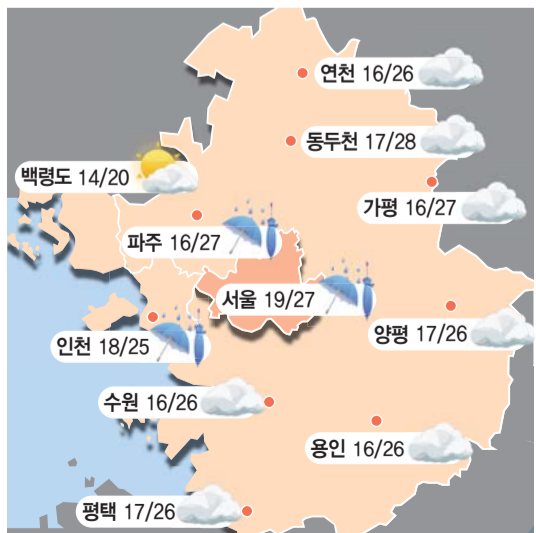 연천 16/26
동두천 17/28
백령도 14/20
가평 16/27
파주 16/27
서울 19/27
양평 17/26
인천 18/25
수원 16/26
용인 16/26
평택 17/26